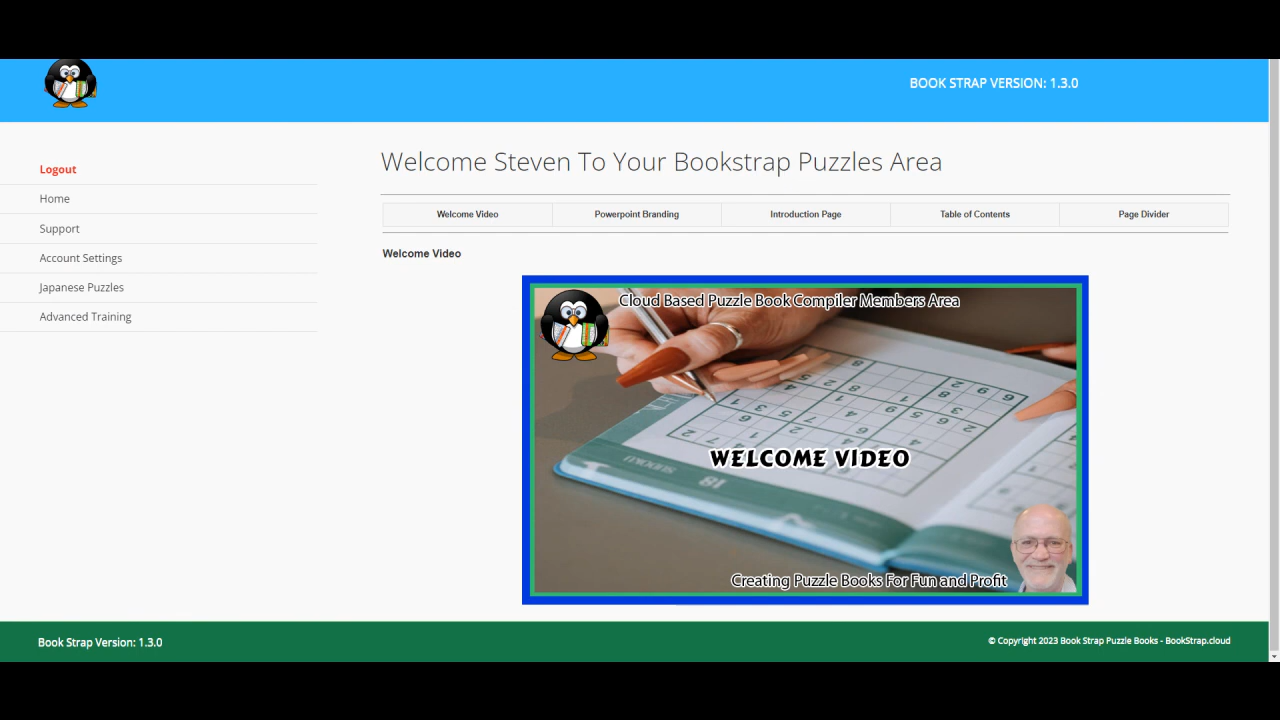 BOOK STRAP VERSION: 1.3.0
Logout
Home
Support
Account Settings
Japanese Puzzles
Advanced Training
Welcome Steven To Your Bookstrap Puzzles Area
Welcome Video
Powerpoint Branding
Introduction Page
Table of Contents
Page Divider
Welcome Video
Cloud Based Puzzle Book Compiler Members Area
WELCOME VIDEO
SUDOKU
18
Creating Puzzle Books For Fun and Profit
Book Strap Version: 1.3.0
© Copyright 2023 Book Strap Puzzle Books - BookStrap.cloud